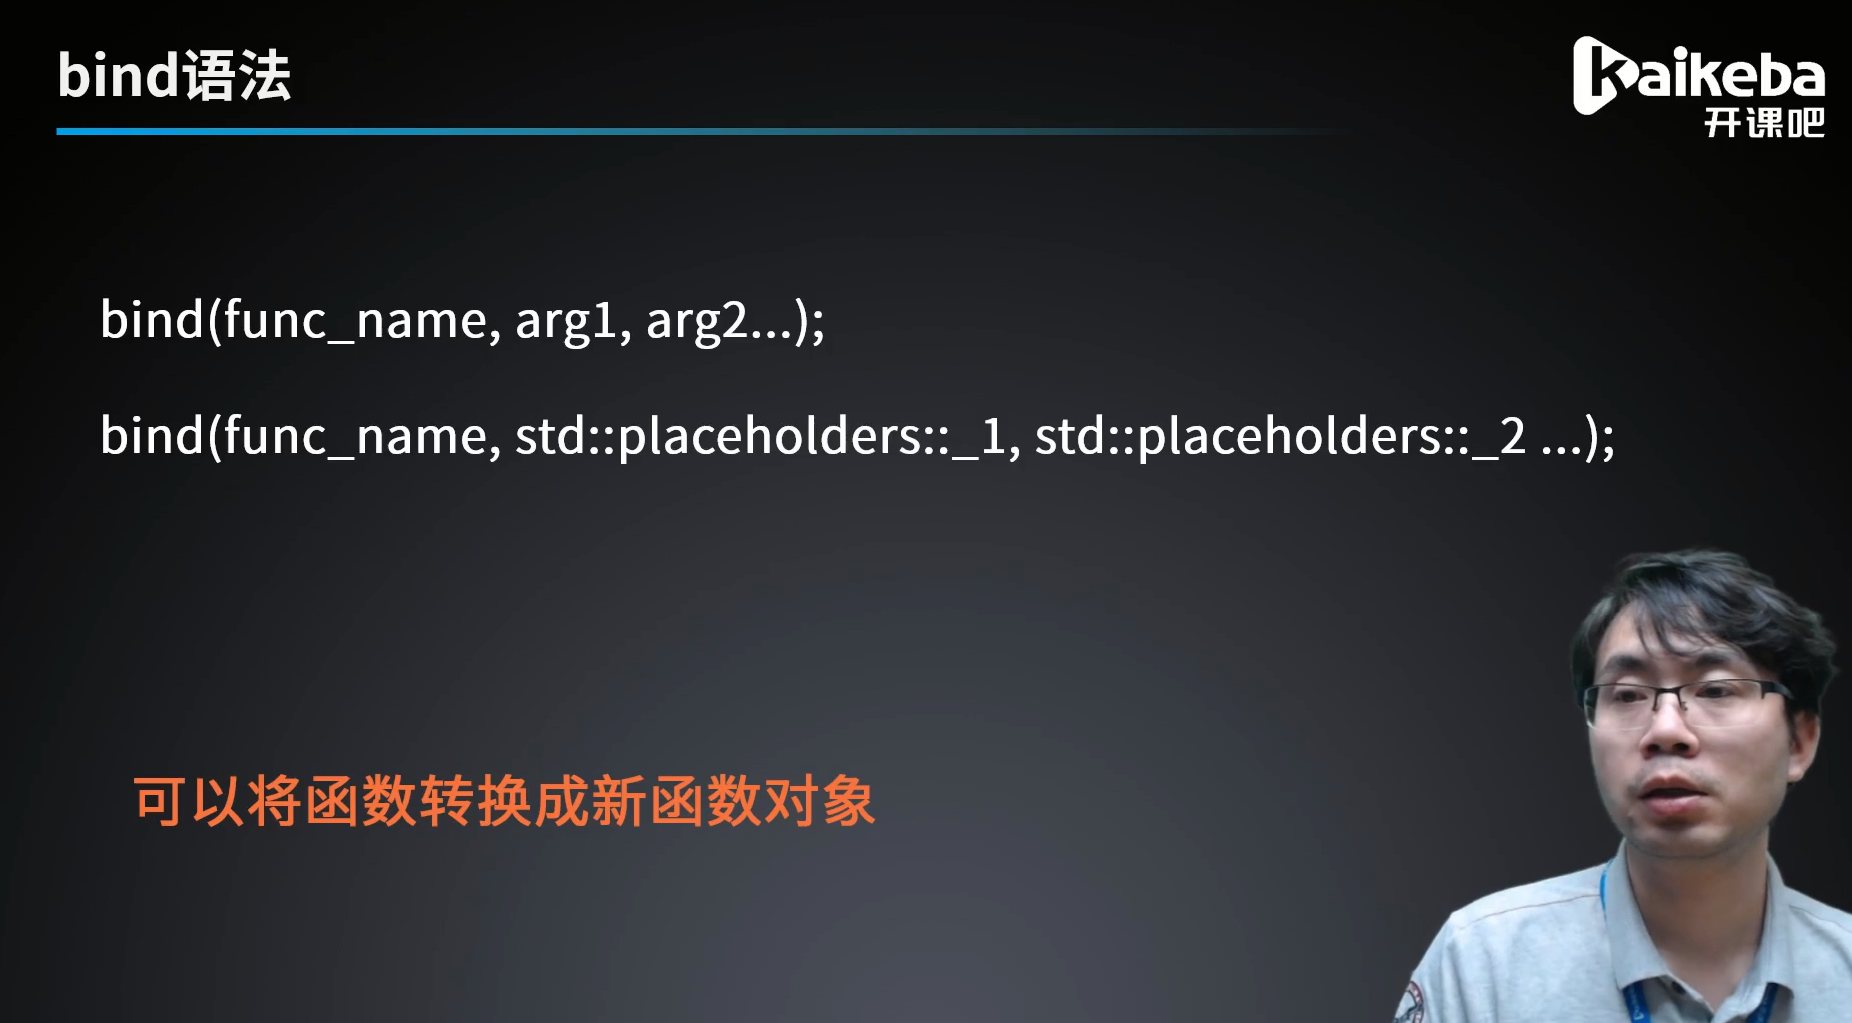 bind语法
Kaikeba
开课吧
bind(func_name, arg1, arg2...);
bind(func_name, std::placeholders::_1, std::placeholders::_2 ...);
可以将函数转换成新函数对象